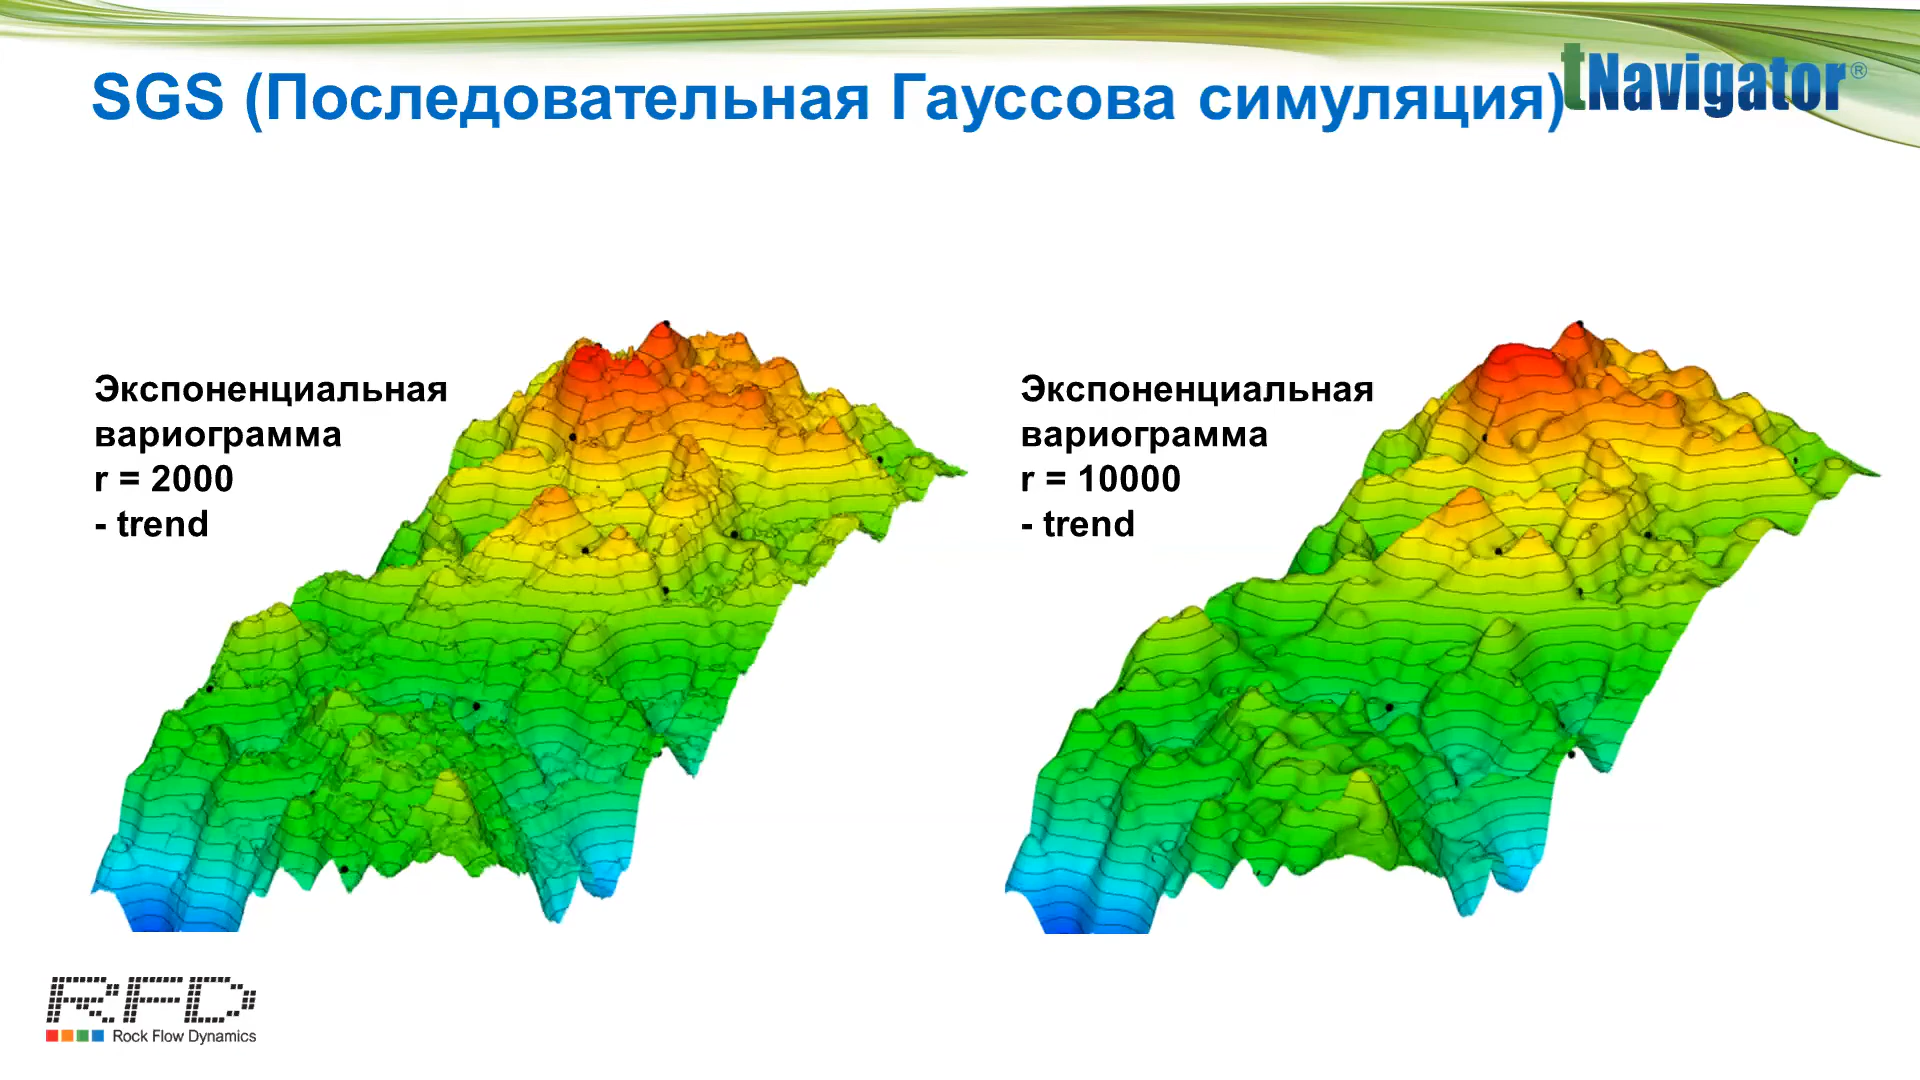 SGS (Последовательная Гауссова симуляция)
tNavigator®
Экспоненциальная
вариограмма
r = 2000
- trend
Экспоненциальная
вариограмма
r = 10000
- trend
RFD
Rock Flow Dynamics